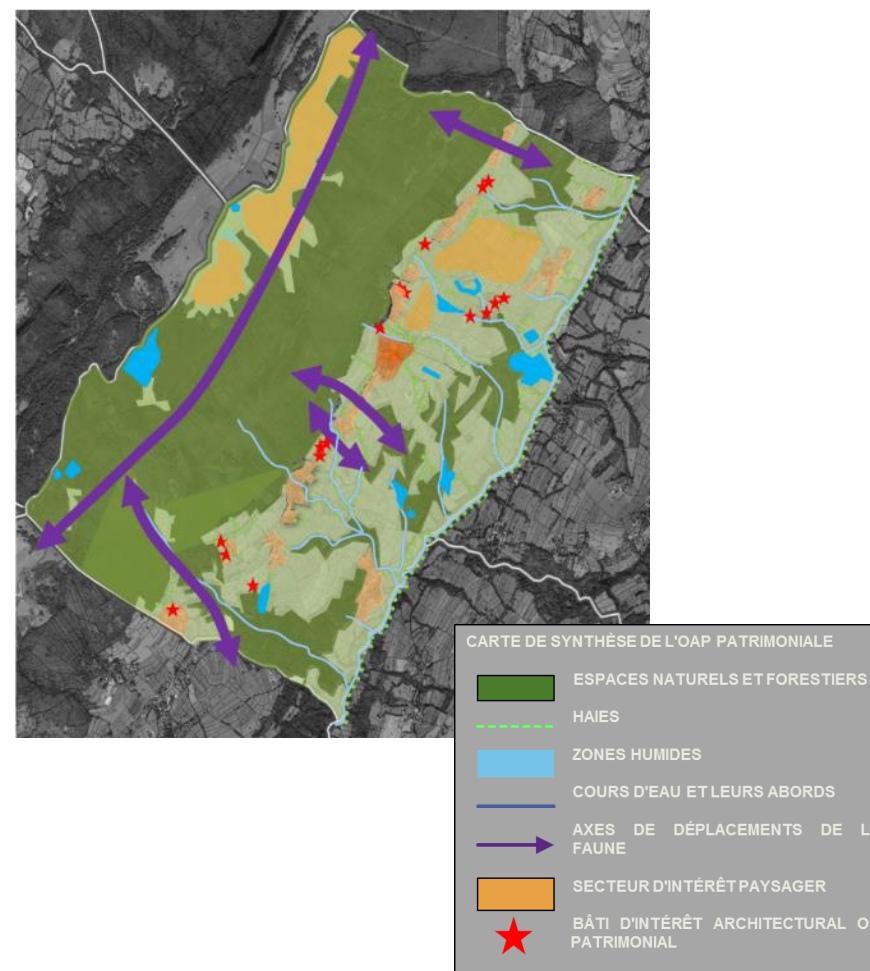 CARTE DE SYNTHÈSE DE L'OAP PATRIMONIALE
ESPACES NATURELS ET FORESTIERS
HAIES
ZONES HUMIDES
COURS D'EAU ET LEURS ABORDS
AXES DE DÉPLACEMENTS DE L
FAUNE
SECTEUR D'INTÉRÊT PAYSAGER
BÂTI D'INTÉRÊT ARCHITECTURAL O
PATRIMONIAL